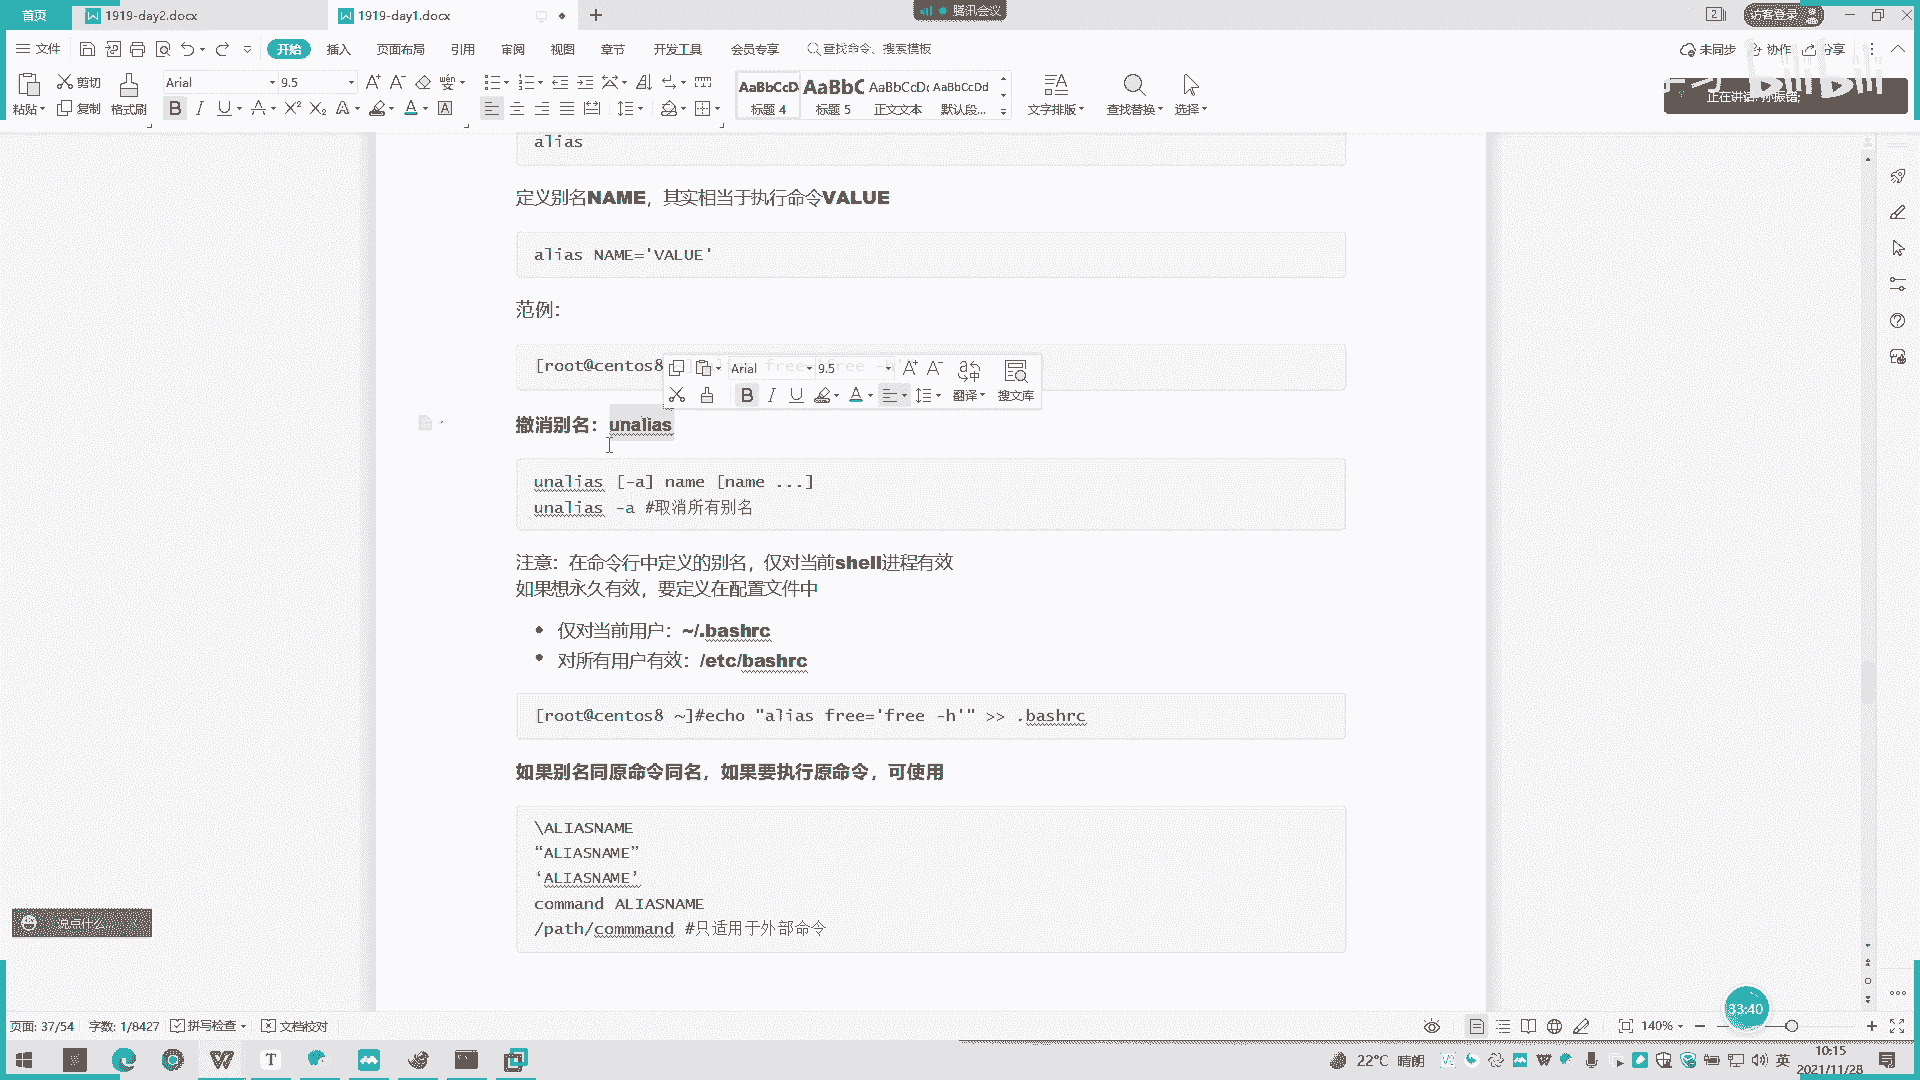 首页 1919-day2.docx 1919-day1.docx 腾讯会议 访客登录
文件 开始 插入 页面布局 引用 审阅 视图 章节 开发工具 会员专享 查找命令、搜索模板 未同步 协作 分享
粘贴 剪切 复制 格式刷 Arial 9.5
AaBbCcD AaBbC AaBbCcD AaBbCcDd
标题 4 标题 5 正文文本 默认段... 文字排版 查找替换 选择
bilibili
正在讲话:
alias
定义别名NAME，其实相当于执行命令VALUE
alias NAME='VALUE'
范例：
[root@centos8 free='free -h'
Arial 9.5
翻译 搜文库
撤消别名：unalias
unalias [-a] name [name ...]
unalias -a #取消所有别名
注意：在命令行中定义的别名，仅对当前shell进程有效
如果想永久有效，要定义在配置文件中
• 仅对当前用户：~/.bashrc
• 对所有用户有效：/etc/bashrc
[root@centos8 ~]#echo "alias free='free -h'" >> .bashrc
如果别名同原命令同名，如果要执行原命令，可使用
\ALIASNAME
“ALIASNAME”
‘ALIASNAME’
command ALIASNAME
/path/commmand #只适用于外部命令
说点什么
33:40
页面: 37/54 字数: 1/8427 拼写检查 文档校对 140%
22°C 晴朗 英 10:15
2021/11/28